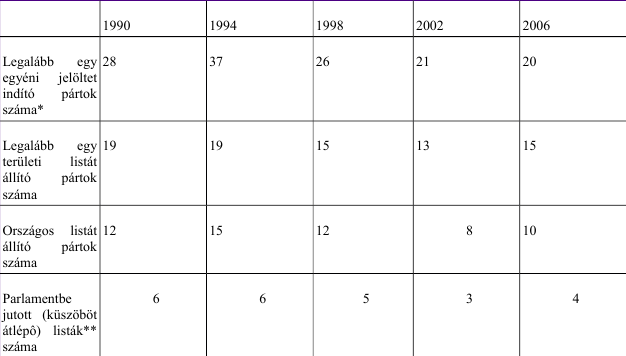 1990 1994 1998 2002 2006
Legalább egy 28 37 26 21 20
egyéni jelöltet
indító pártok
száma*
Legalább egy 19 19 15 13 15
területi listát
állító pártok
száma
Országos listát 12 15 12 8 10
állító pártok
száma
Parlamentbe 6 6 5 3 4
jutott (küszöböt
átlépô) listák**
száma